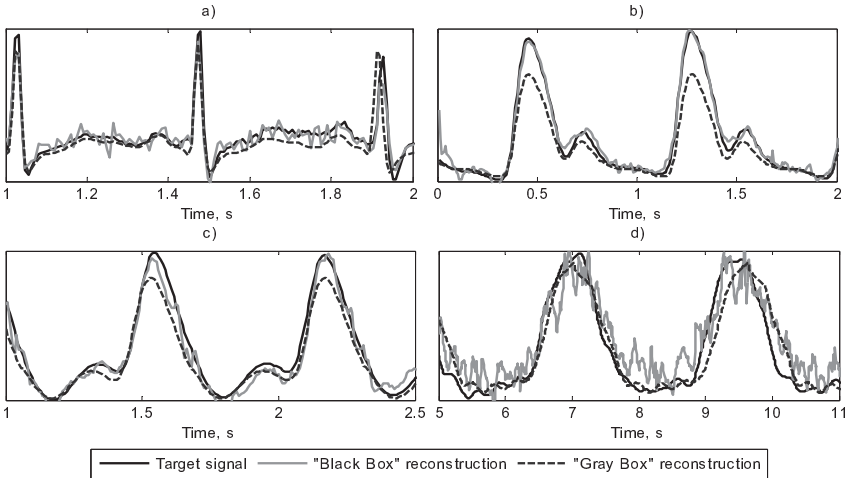 a)
b)
1 1.2 1.4 1.6 1.8 2
0 0.5 1 1.5 2
Time, s
Time, s
c)
d)
1 1.5 2 2.5
5 6 7 8 9 10 11
Time, s
Time, s
Target signal "Black Box" reconstruction "Gray Box" reconstruction